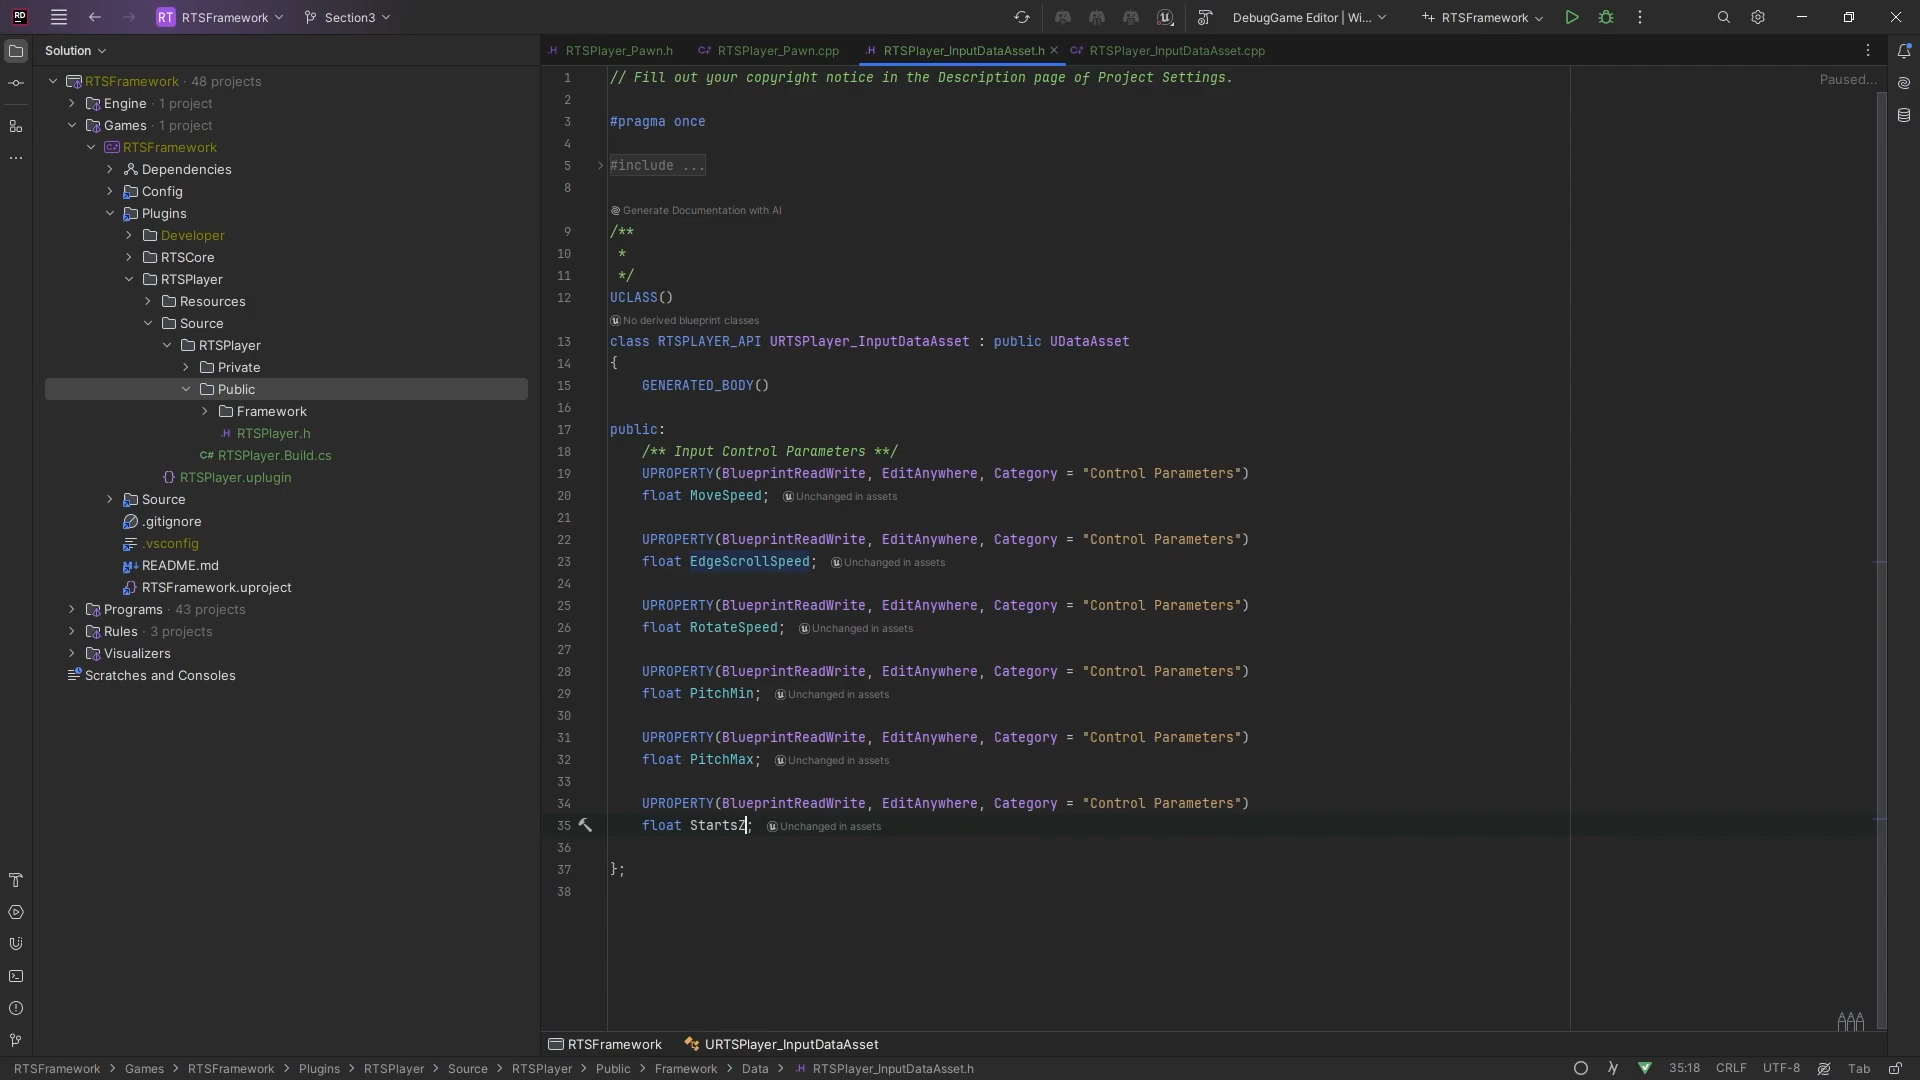 RD RT RTSFramework Section3 DebugGame Editor | Wi... RTSFramework
Solution
RTSFramework · 48 projects
Engine · 1 project
Games · 1 project
RTSFramework
Dependencies
Config
Plugins
Developer
RTSCore
RTSPlayer
Resources
Source
RTSPlayer
Private
Public
Framework
RTSPlayer.h
C# RTSPlayer.Build.cs
RTSPlayer.uplugin
Source
.gitignore
.vsconfig
README.md
RTSFramework.uproject
Programs · 43 projects
Rules · 3 projects
Visualizers
Scratches and Consoles
RTSPlayer_Pawn.h RTSPlayer_Pawn.cpp RTSPlayer_InputDataAsset.h RTSPlayer_InputDataAsset.cpp
Paused...
1 // Fill out your copyright notice in the Description page of Project Settings.
2
3 #pragma once
4
5 #include ...
8
Generate Documentation with AI
9 /**
10 *
11 */
12 UCLASS()
No derived blueprint classes
13 class RTSPLAYER_API URTSPlayer_InputDataAsset : public UDataAsset
14 {
15 GENERATED_BODY()
16
17 public:
18 /** Input Control Parameters **/
19 UPROPERTY(BlueprintReadWrite, EditAnywhere, Category = "Control Parameters")
20 float MoveSpeed; Unchanged in assets
21
22 UPROPERTY(BlueprintReadWrite, EditAnywhere, Category = "Control Parameters")
23 float EdgeScrollSpeed; Unchanged in assets
24
25 UPROPERTY(BlueprintReadWrite, EditAnywhere, Category = "Control Parameters")
26 float RotateSpeed; Unchanged in assets
27
28 UPROPERTY(BlueprintReadWrite, EditAnywhere, Category = "Control Parameters")
29 float PitchMin; Unchanged in assets
30
31 UPROPERTY(BlueprintReadWrite, EditAnywhere, Category = "Control Parameters")
32 float PitchMax; Unchanged in assets
33
34 UPROPERTY(BlueprintReadWrite, EditAnywhere, Category = "Control Parameters")
35 float StartsZ; Unchanged in assets
36
37 };
38
RTSFramework URTSPlayer_InputDataAsset
RTSFramework > Games > RTSFramework > Plugins > RTSPlayer > Source > RTSPlayer > Public > Framework > Data > RTSPlayer_InputDataAsset.h 35:18 CRLF UTF-8 Tab